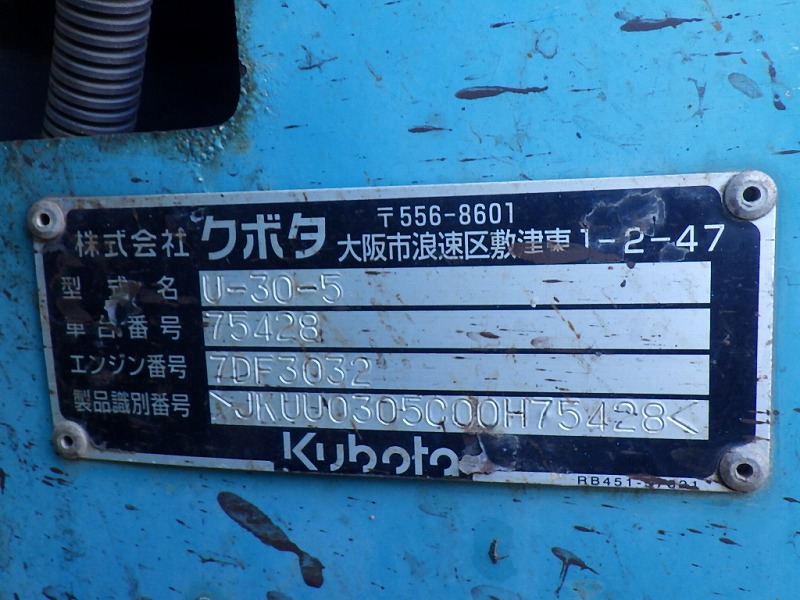 〒556-8601
株式会社 クボタ 大阪市浪速区敷津東1-2-47
型式名 U-30-5
車台番号 75428
エンジン番号 7DF3032
製品識別番号 >JKUU0305C00H75428<
Kubota
RB451-57821